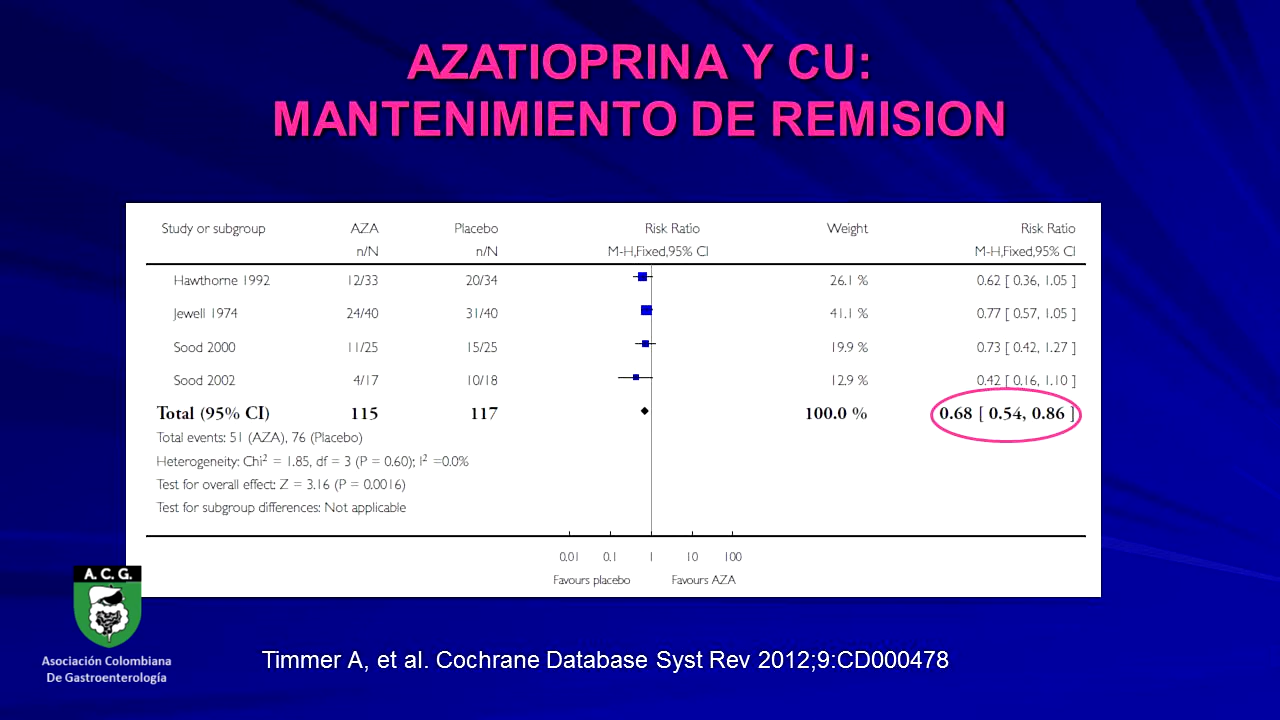 AZATIOPRINA Y CU:
MANTENIMIENTO DE REMISION
Study or subgroup AZA Placebo Risk Ratio Weight Risk Ratio
n/N n/N M-H,Fixed,95% CI M-H,Fixed,95% CI
Hawthorne 1992 12/33 20/34 26.1 % 0.62 [ 0.36, 1.05 ]
Jewell 1974 24/40 31/40 41.1 % 0.77 [ 0.57, 1.05 ]
Sood 2000 11/25 15/25 19.9 % 0.73 [ 0.42, 1.27 ]
Sood 2002 4/17 10/18 12.9 % 0.42 [ 0.16, 1.10 ]
Total (95% CI) 115 117 100.0 % 0.68 [ 0.54, 0.86 ]
Total events: 51 (AZA), 76 (Placebo)
Heterogeneity: Chi² = 1.85, df = 3 (P = 0.60); I² =0.0%
Test for overall effect: Z = 3.16 (P = 0.0016)
Test for subgroup differences: Not applicable
0.01 0.1 1 10 100
Favours placebo Favours AZA
A.C.G.
Asociación Colombiana
De Gastroenterología
Timmer A, et al. Cochrane Database Syst Rev 2012;9:CD000478